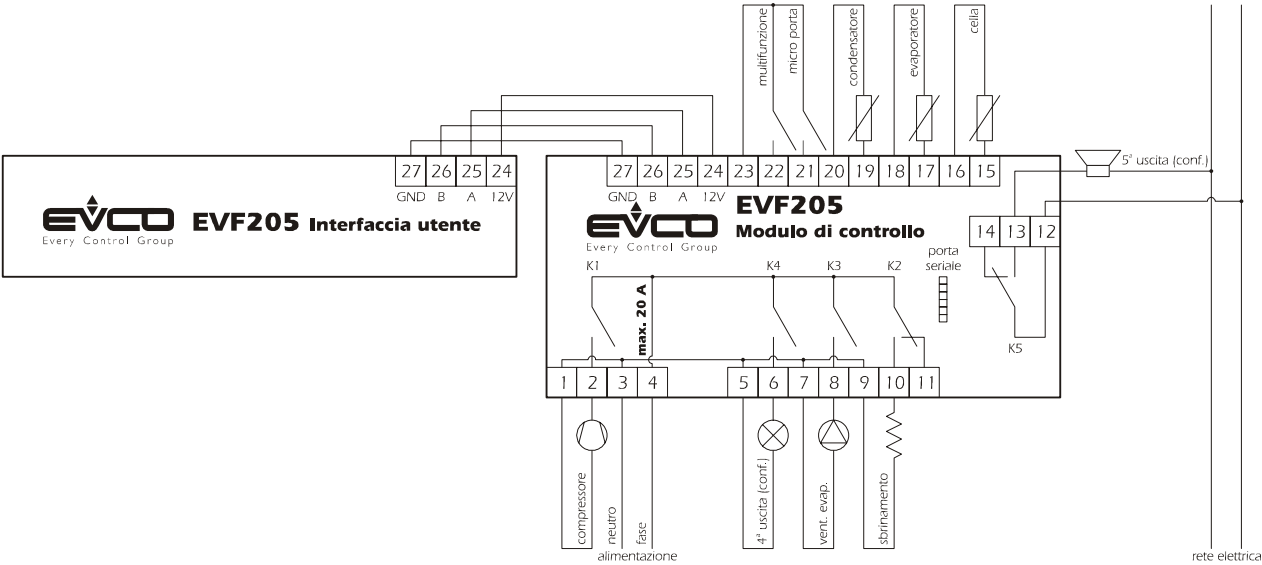 multifunzione
micro porta
condensatore
evaporatore
cella
5ª uscita (conf.)
27 26 25 24
GND B A 12V
EVCO
Every Control Group
EVF205 Interfaccia utente
27 26 25 24 23 22 21 20 19 18 17 16 15
GND B A 12V
EVCO
Every Control Group
EVF205
Modulo di controllo
porta
seriale
14 13 12
K1
K4
K3
K2
K5
max. 20 A
1 2 3 4
5 6 7 8 9 10 11
compressore
neutro
fase
alimentazione
4ª uscita (conf.)
vent. evap.
sbrinamento
rete elettrica